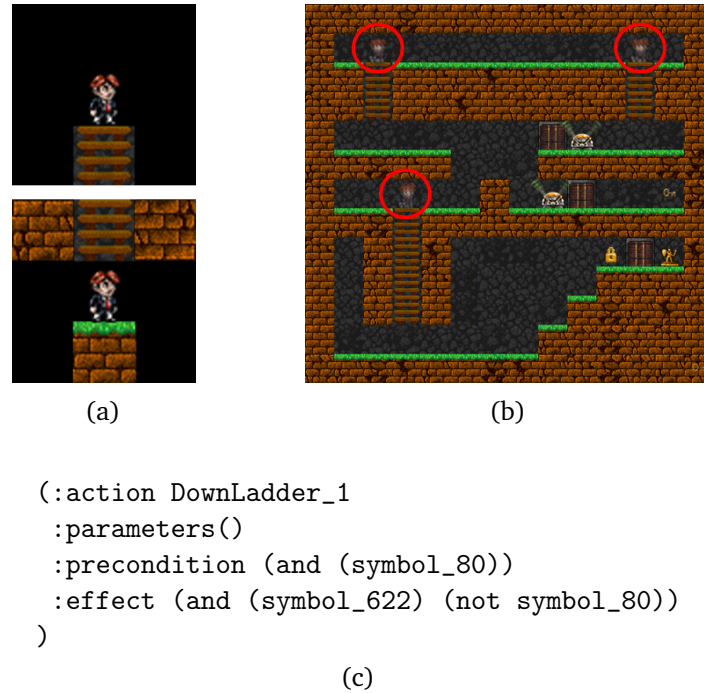 (a)
(b)
(:action DownLadder_1
:parameters()
:precondition (and (symbol_80))
:effect (and (symbol_622) (not symbol_80))
)
(c)